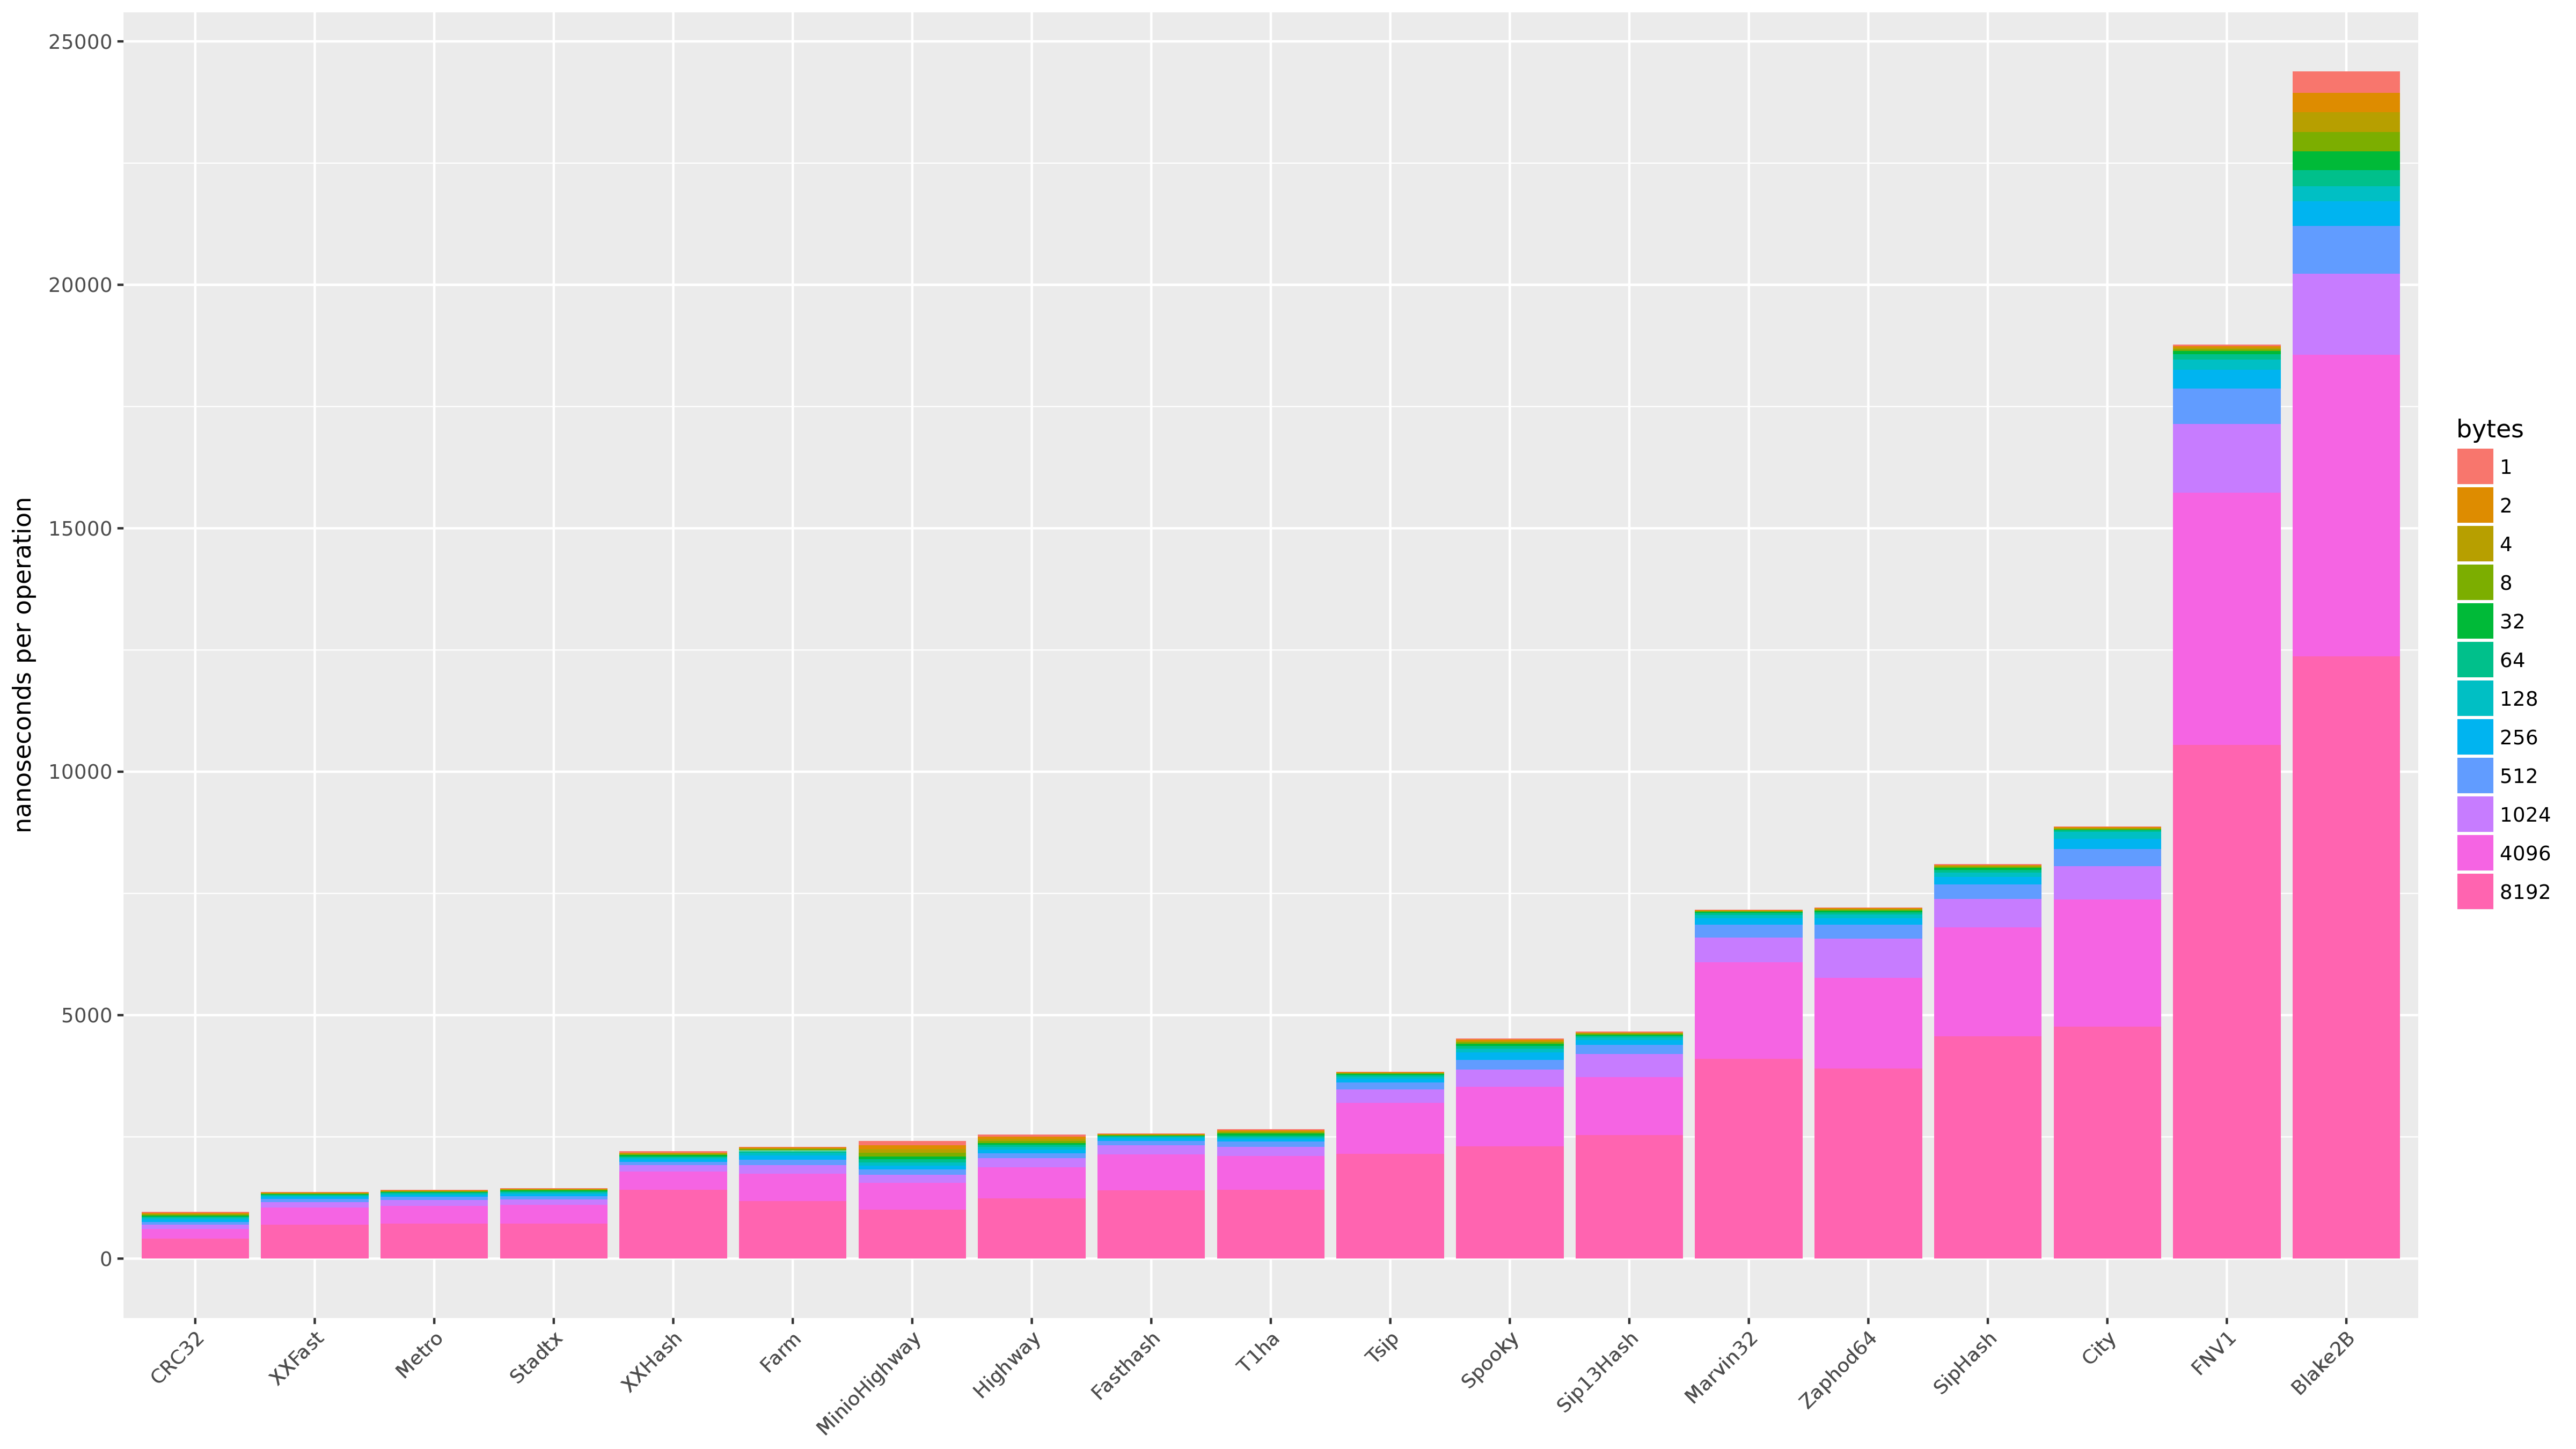 25000
20000
15000
10000
5000
0
nanoseconds per operation
CRC32
XXFast
Metro
Stadtx
XXHash
Farm
MinioHighway
Highway
Fasthash
T1ha
Tsip
Spooky
Sip13Hash
Marvin32
Zaphod64
SipHash
City
FNV1
Blake2B
bytes
1
2
4
8
32
64
128
256
512
1024
4096
8192